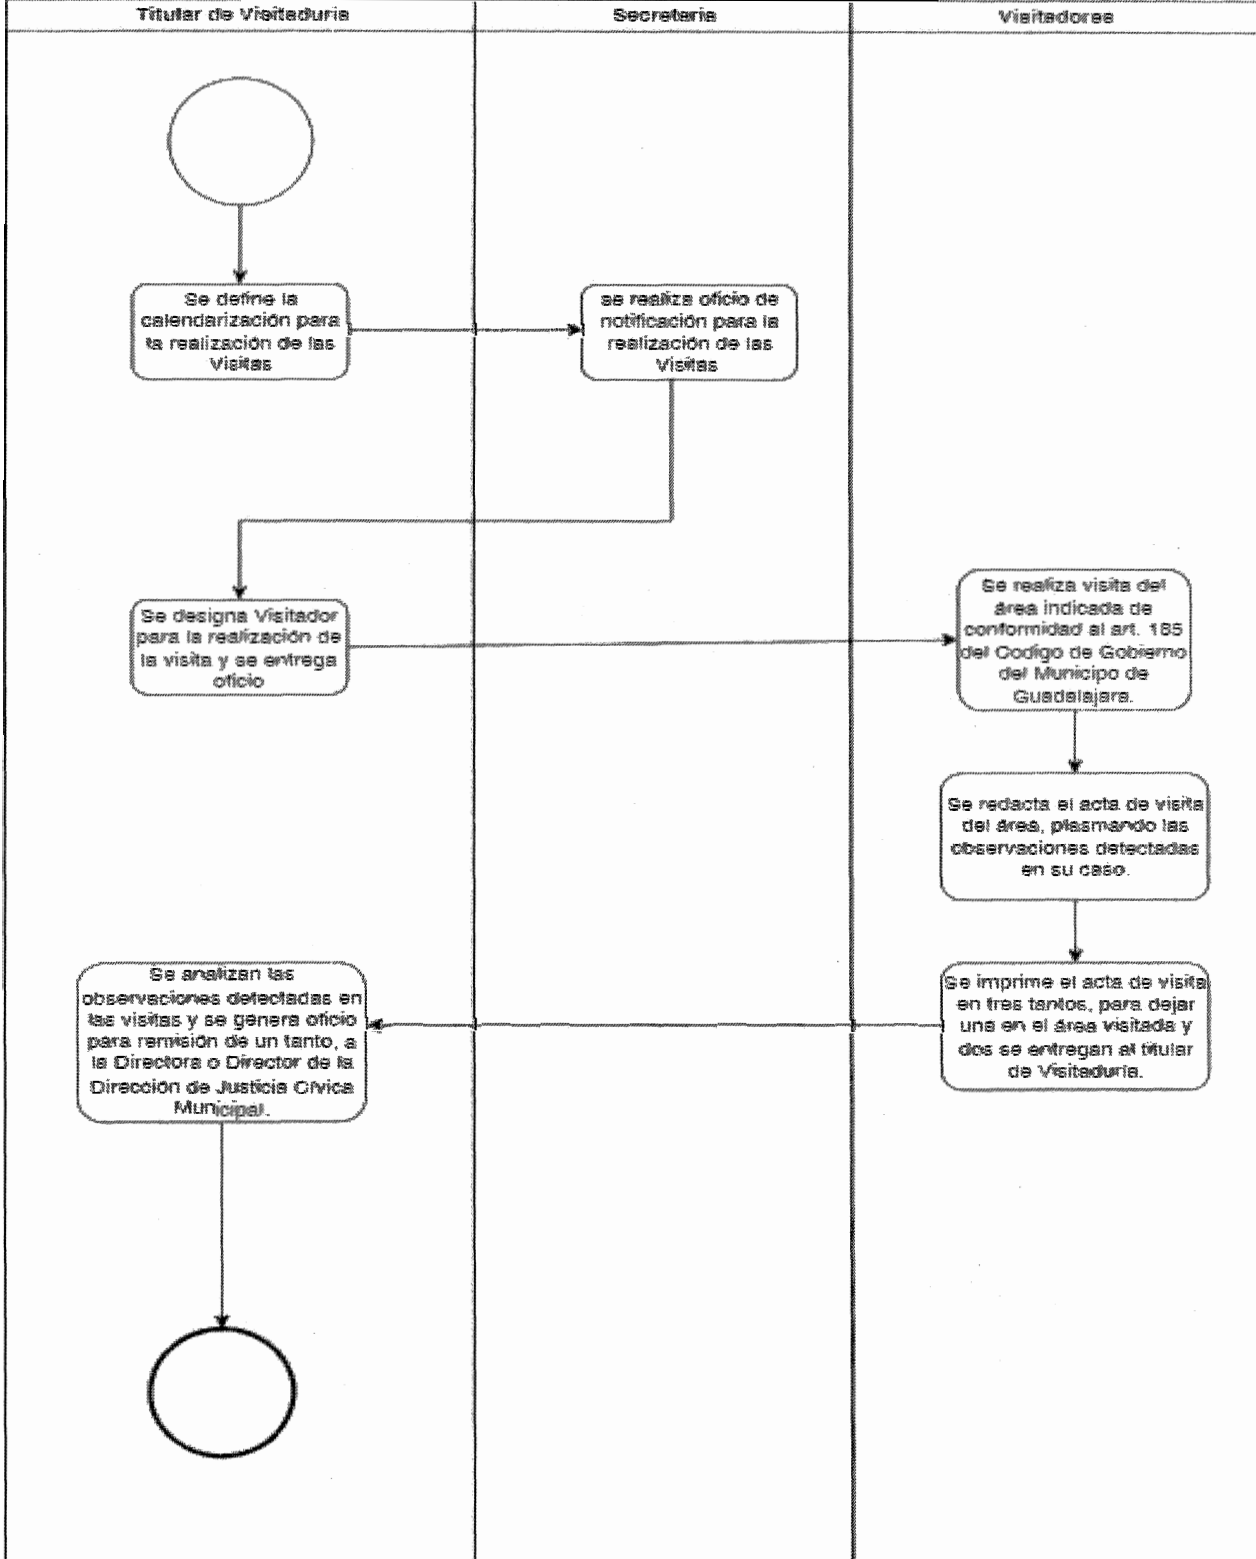 Titular de Visitaduria
Secretaria
Visitadores
Se define la
calendarización para
la realización de las
Visitas
se realiza oficio de
notificación para la
realización de las
Visitas
Se designa Visitador
para la realización de
la visita y se entrega
oficio
Se realiza visita del
área indicada de
conformidad al art. 185
del Codigo de Gobierno
del Municipo de
Guadalajara.
Se redacta el acta de visita
del área, plasmando las
observaciones detectadas
en su caso.
Se imprime el acta de visita
en tres tantos, para dejar
una en el área visitada y
dos se entregan al titular
de Visitaduría.
Se analizan las
observaciones detectadas en
las visitas y se genera oficio
para remisión de un tanto, a
la Directora o Director de la
Dirección de Justicia Cívica
Municipal.